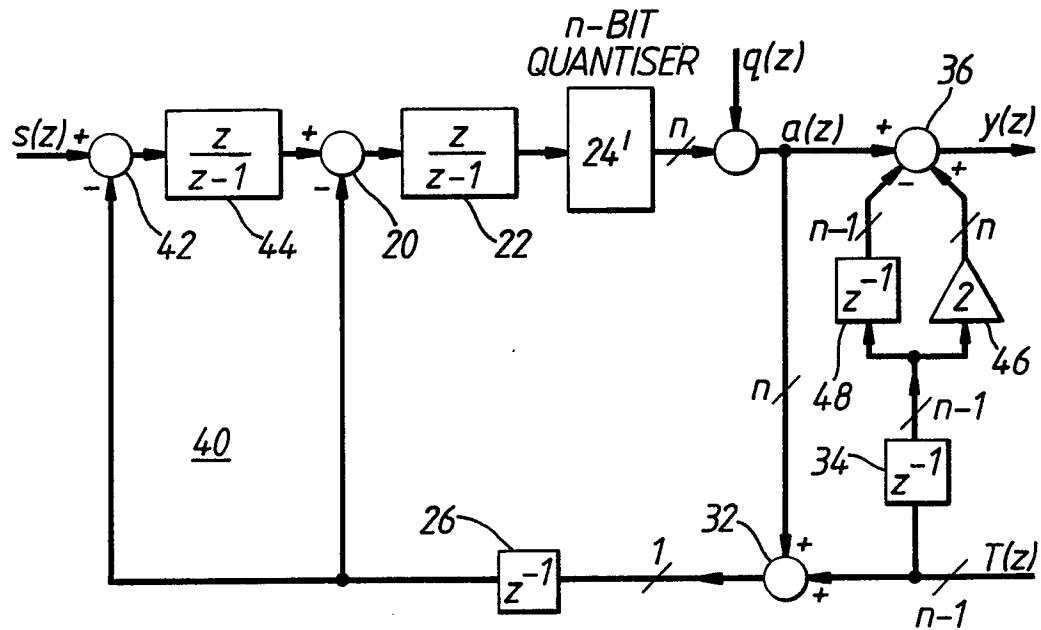 n-BIT
QUANTISER
q(z)
36
s(z)
+
z
z-1
+
z
z-1
24'
n
a(z)
+
y(z)
-
-
-
+
42
44
20
22
n-1
n
z⁻¹
2
48
46
n
n-1
40
34
z⁻¹
26
32
+
z⁻¹
1
+
T(z)
n-1